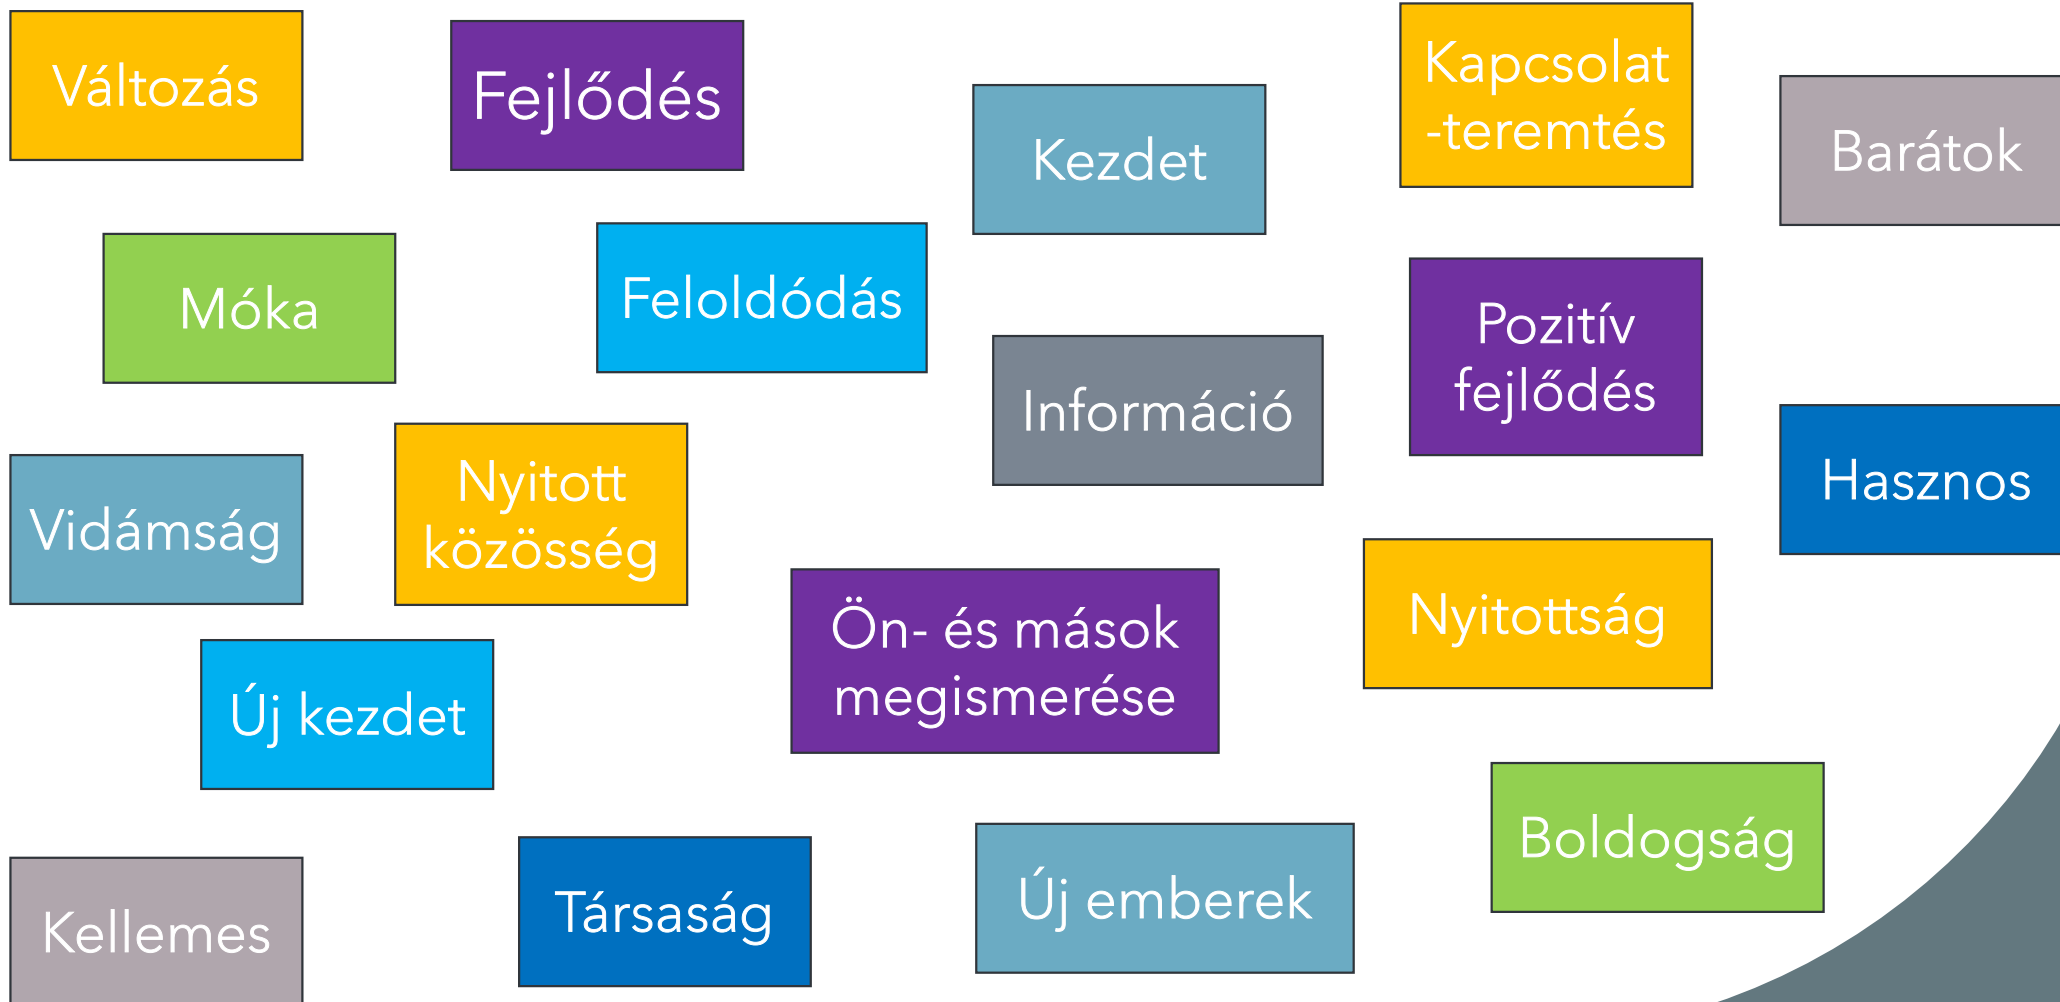 Változás
Fejlődés
Kezdet
Kapcsolat
-teremtés
Barátok
Móka
Feloldódás
Információ
Pozitív
fejlődés
Hasznos
Vidámság
Nyitott
közösség
Ön- és mások
megismerése
Nyitottság
Új kezdet
Boldogság
Kellemes
Társaság
Új emberek